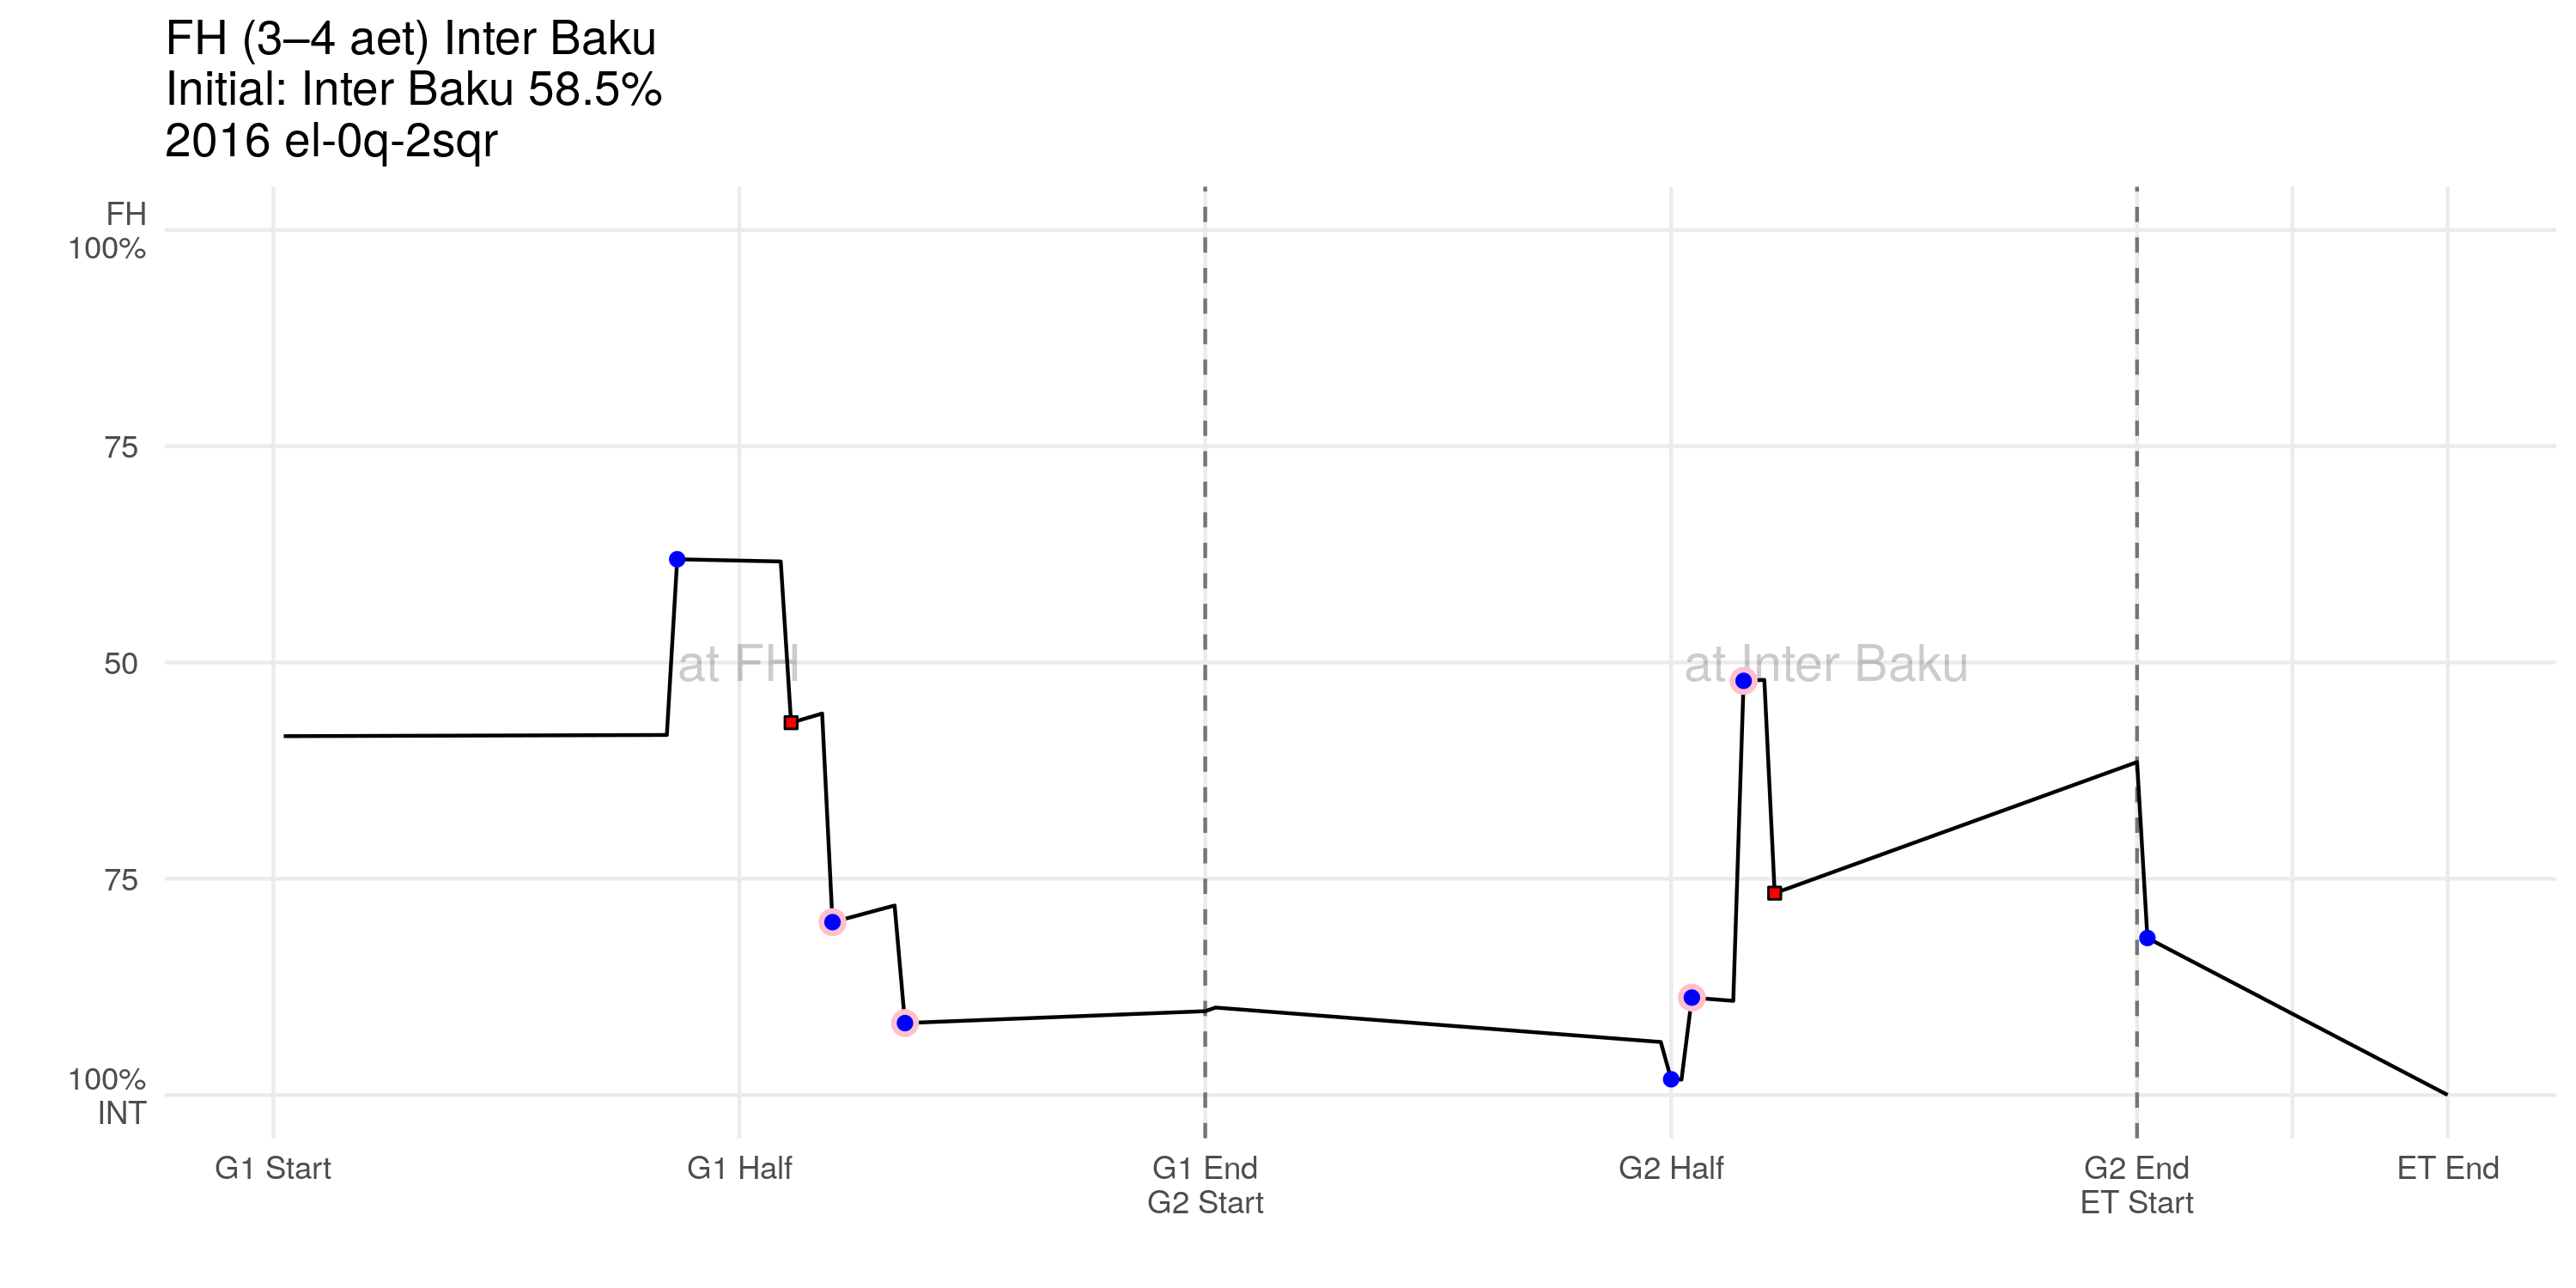 FH (3–4 aet) Inter Baku
Initial: Inter Baku 58.5%
2016 el-0q-2sqr
FH
100%
75
50
75
100%
INT
at FH
at Inter Baku
G1 Start
G1 Half
G1 End
G2 Start
G2 Half
G2 End
ET Start
ET End